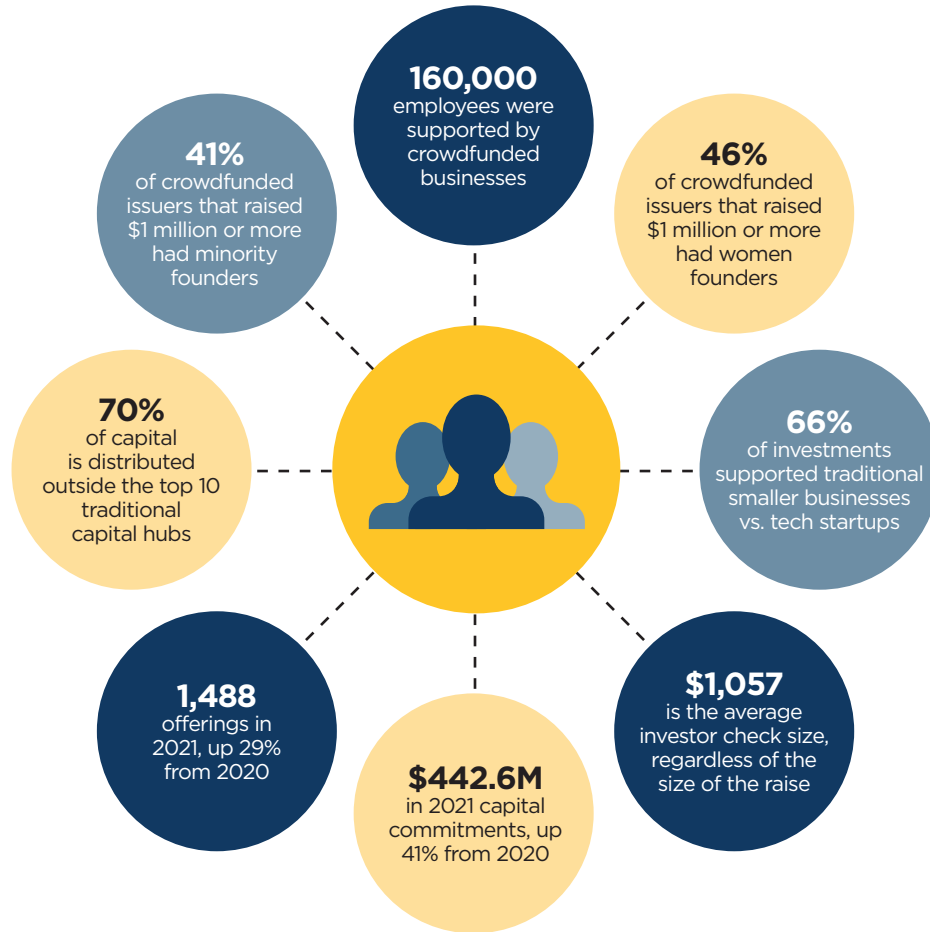 160,000
employees were
supported by
crowdfunded
businesses
46%
of crowdfunded
issuers that raised
$1 million or more
had women
founders
66%
of investments
supported traditional
smaller businesses
vs. tech startups
$1,057
is the average
investor check size,
regardless of the
size of the raise
$442.6M
in 2021 capital
commitments, up
41% from 2020
1,488
offerings in
2021, up 29%
from 2020
70%
of capital
is distributed
outside the top 10
traditional
capital hubs
41%
of crowdfunded
issuers that raised
$1 million or more
had minority
founders